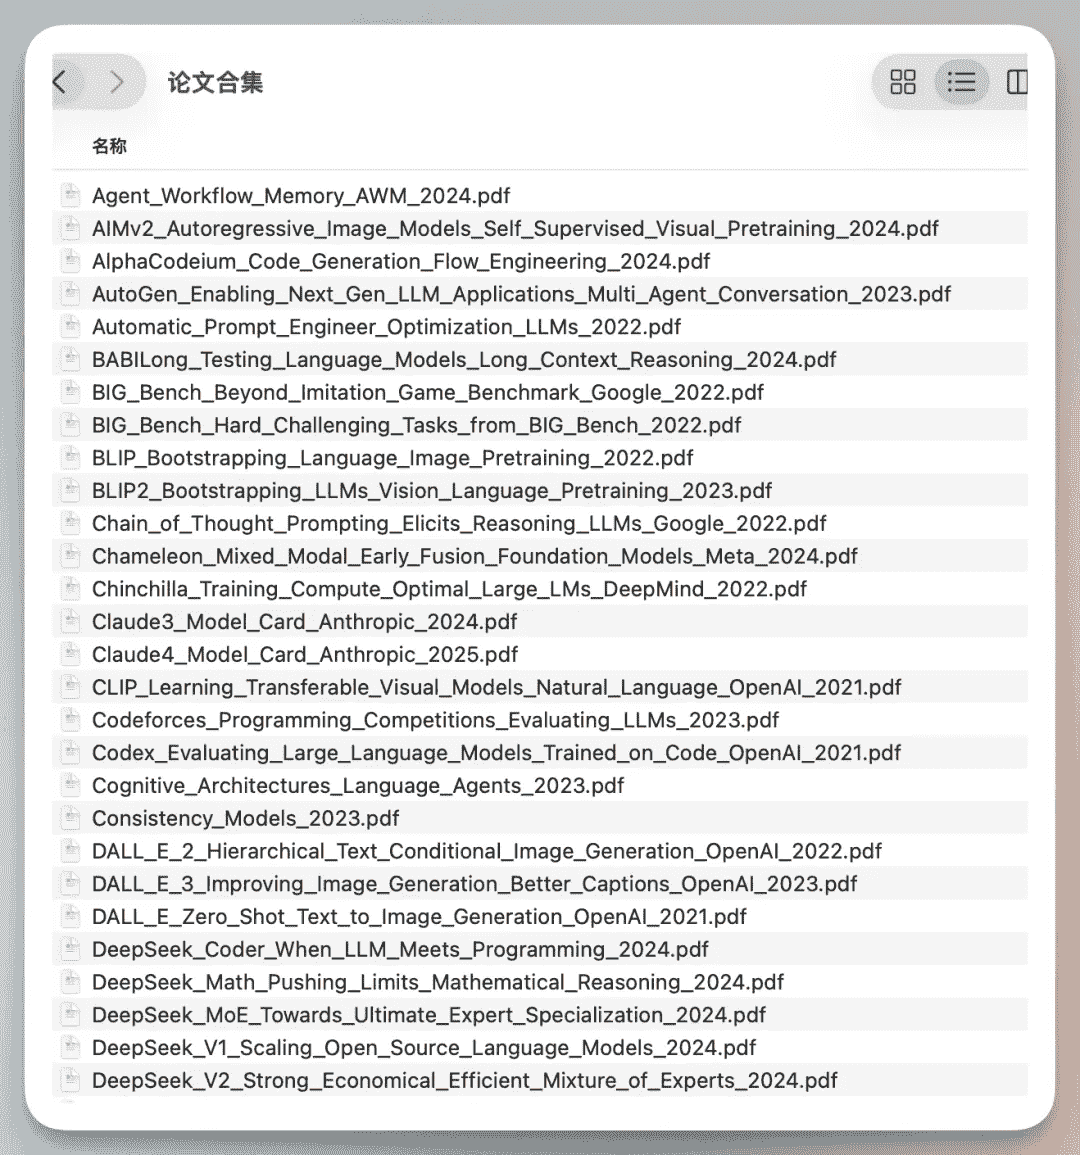 论文合集
名称
Agent_Workflow_Memory_AWM_2024.pdf
AIMv2_Autoregressive_Image_Models_Self_Supervised_Visual_Pretraining_2024.pdf
AlphaCodeium_Code_Generation_Flow_Engineering_2024.pdf
AutoGen_Enabling_Next_Gen_LLM_Applications_Multi_Agent_Conversation_2023.pdf
Automatic_Prompt_Engineer_Optimization_LLMs_2022.pdf
BABILong_Testing_Language_Models_Long_Context_Reasoning_2024.pdf
BIG_Bench_Beyond_Imitation_Game_Benchmark_Google_2022.pdf
BIG_Bench_Hard_Challenging_Tasks_from_BIG_Bench_2022.pdf
BLIP_Bootstrapping_Language_Image_Pretraining_2022.pdf
BLIP2_Bootstrapping_LLMs_Vision_Language_Pretraining_2023.pdf
Chain_of_Thought_Prompting_Elicits_Reasoning_LLMs_Google_2022.pdf
Chameleon_Mixed_Modal_Early_Fusion_Foundation_Models_Meta_2024.pdf
Chinchilla_Training_Compute_Optimal_Large_LMs_DeepMind_2022.pdf
Claude3_Model_Card_Anthropic_2024.pdf
Claude4_Model_Card_Anthropic_2025.pdf
CLIP_Learning_Transferable_Visual_Models_Natural_Language_OpenAI_2021.pdf
Codeforces_Programming_Competitions_Evaluating_LLMs_2023.pdf
Codex_Evaluating_Large_Language_Models_Trained_on_Code_OpenAI_2021.pdf
Cognitive_Architectures_Language_Agents_2023.pdf
Consistency_Models_2023.pdf
DALL_E_2_Hierarchical_Text_Conditional_Image_Generation_OpenAI_2022.pdf
DALL_E_3_Improving_Image_Generation_Better_Captions_OpenAI_2023.pdf
DALL_E_Zero_Shot_Text_to_Image_Generation_OpenAI_2021.pdf
DeepSeek_Coder_When_LLM_Meets_Programming_2024.pdf
DeepSeek_Math_Pushing_Limits_Mathematical_Reasoning_2024.pdf
DeepSeek_MoE_Towards_Ultimate_Expert_Specialization_2024.pdf
DeepSeek_V1_Scaling_Open_Source_Language_Models_2024.pdf
DeepSeek_V2_Strong_Economical_Efficient_Mixture_of_Experts_2024.pdf